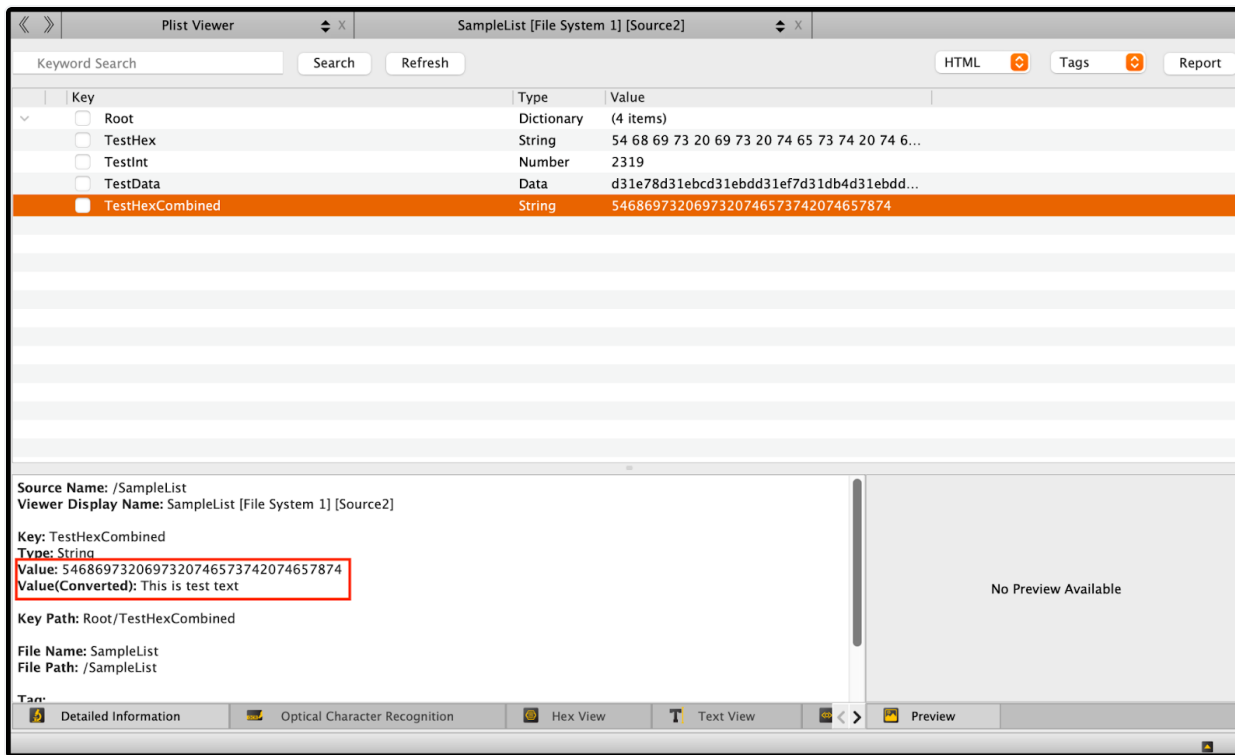 Plist Viewer X SampleList [File System 1] [Source2] X
Keyword Search Search Refresh HTML Tags Report
Key Type Value
Root Dictionary (4 items)
TestHex String 54 68 69 73 20 69 73 20 74 65 73 74 20 74 6...
TestInt Number 2319
TestData Data d31e78d31ebcd31ebdd31ef7d31db4d31ebdd...
TestHexCombined String 5468697320697320746573742074657874
Source Name: /SampleList
Viewer Display Name: SampleList [File System 1] [Source2]
Key: TestHexCombined
Type: String
Value: 5468697320697320746573742074657874
Value(Converted): This is test text
No Preview Available
Key Path: Root/TestHexCombined
File Name: SampleList
File Path: /SampleList
Tag:
Detailed Information Optical Character Recognition Hex View T Text View Preview